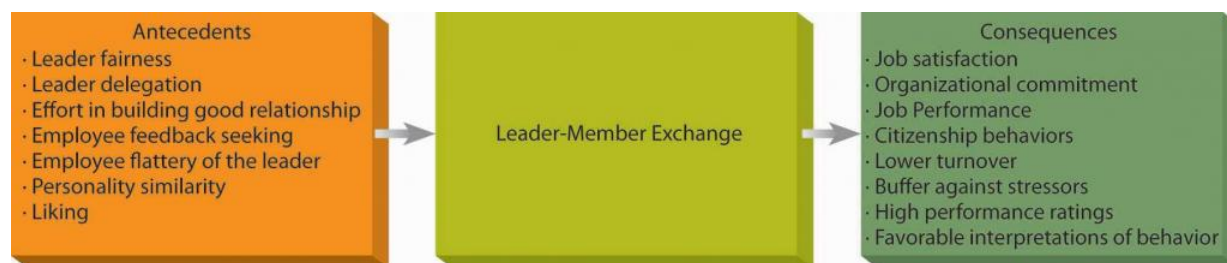 Antecedents
· Leader fairness
· Leader delegation
· Effort in building good relationship
· Employee feedback seeking
· Employee flattery of the leader
· Personality similarity
· Liking
Leader-Member Exchange
Consequences
· Job satisfaction
· Organizational commitment
· Job Performance
· Citizenship behaviors
· Lower turnover
· Buffer against stressors
· High performance ratings
· Favorable interpretations of behavior